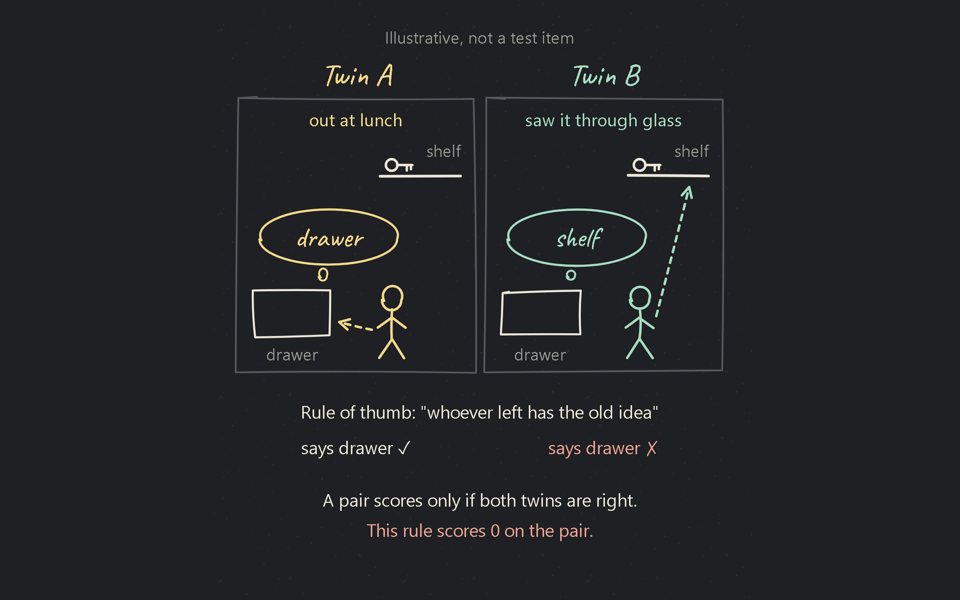 Illustrative, not a test item
Twin A
Twin B
out at lunch
saw it through glass
shelf
shelf
drawer
shelf
drawer
drawer
Rule of thumb: "whoever left has the old idea"
says drawer ✓
says drawer ✗
A pair scores only if both twins are right.
This rule scores 0 on the pair.